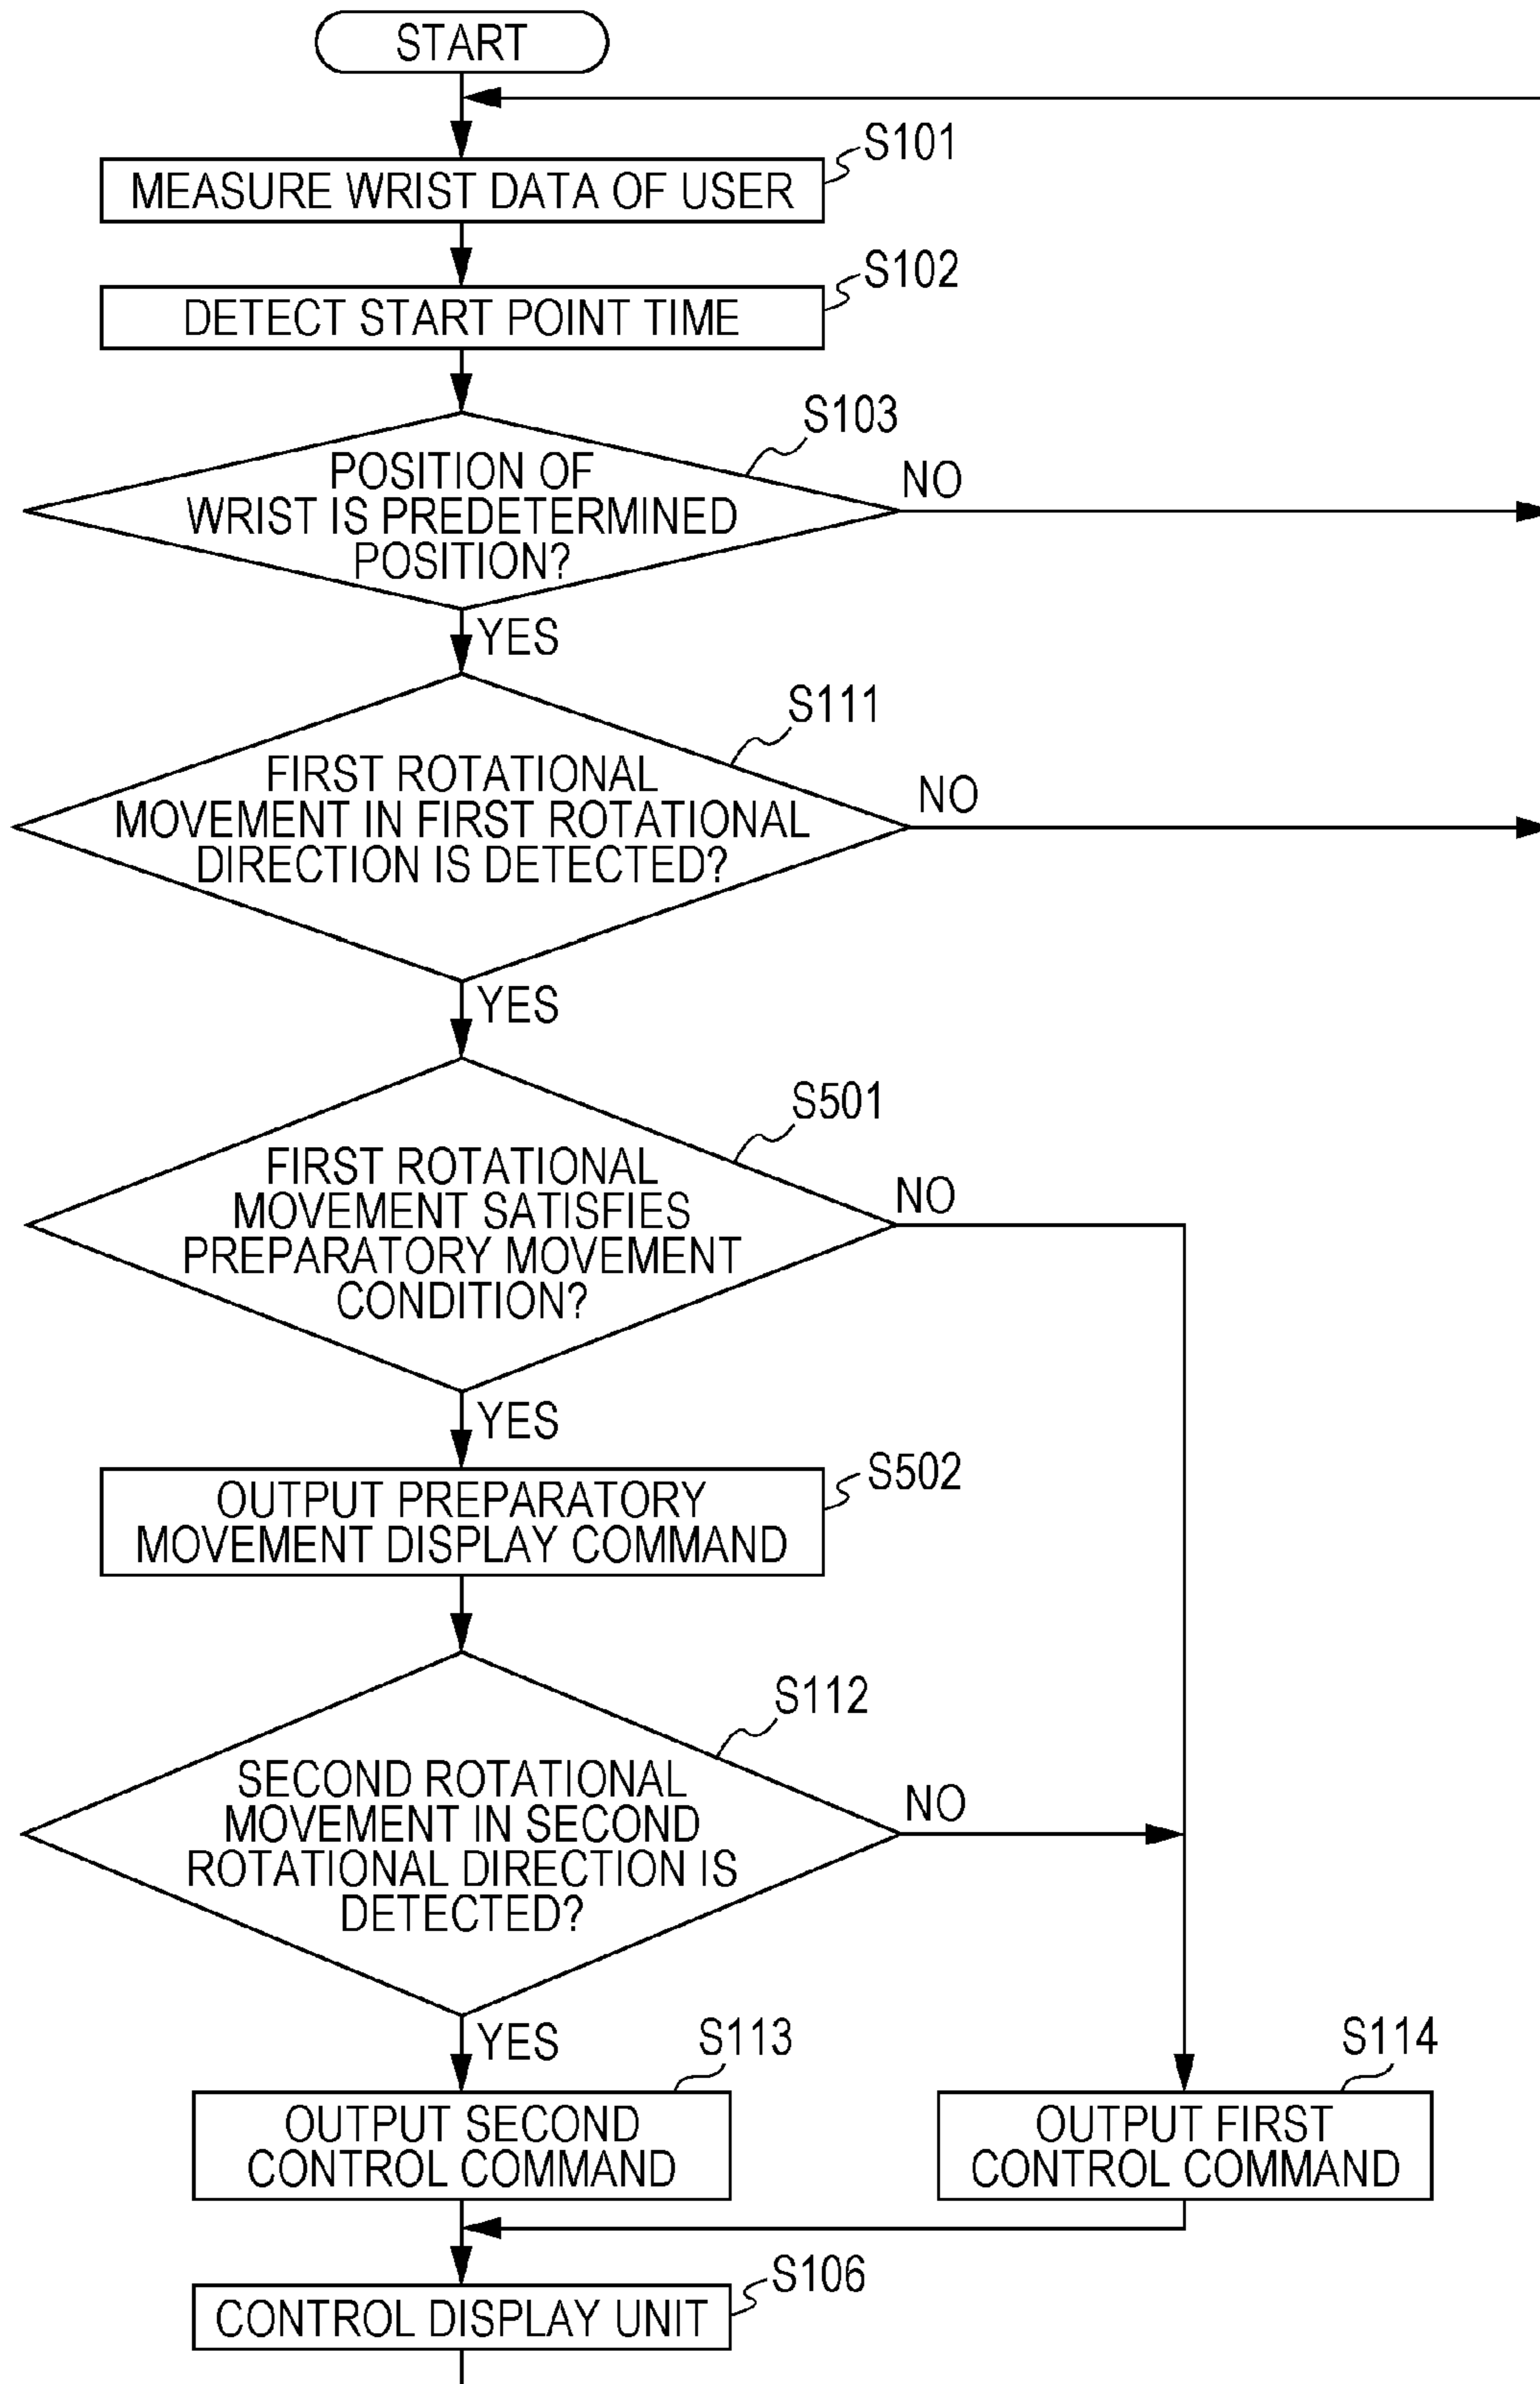 START
S101
MEASURE WRIST DATA OF USER
S102
DETECT START POINT TIME
S103
POSITION OF
WRIST IS PREDETERMINED
POSITION?
NO
YES
S111
FIRST ROTATIONAL
MOVEMENT IN FIRST ROTATIONAL
DIRECTION IS DETECTED?
NO
YES
S501
FIRST ROTATIONAL
MOVEMENT SATISFIES
PREPARATORY MOVEMENT
CONDITION?
NO
YES
S502
OUTPUT PREPARATORY
MOVEMENT DISPLAY COMMAND
S112
SECOND ROTATIONAL
MOVEMENT IN SECOND
ROTATIONAL DIRECTION IS
DETECTED?
NO
YES
S113
OUTPUT SECOND
CONTROL COMMAND
S114
OUTPUT FIRST
CONTROL COMMAND
S106
CONTROL DISPLAY UNIT